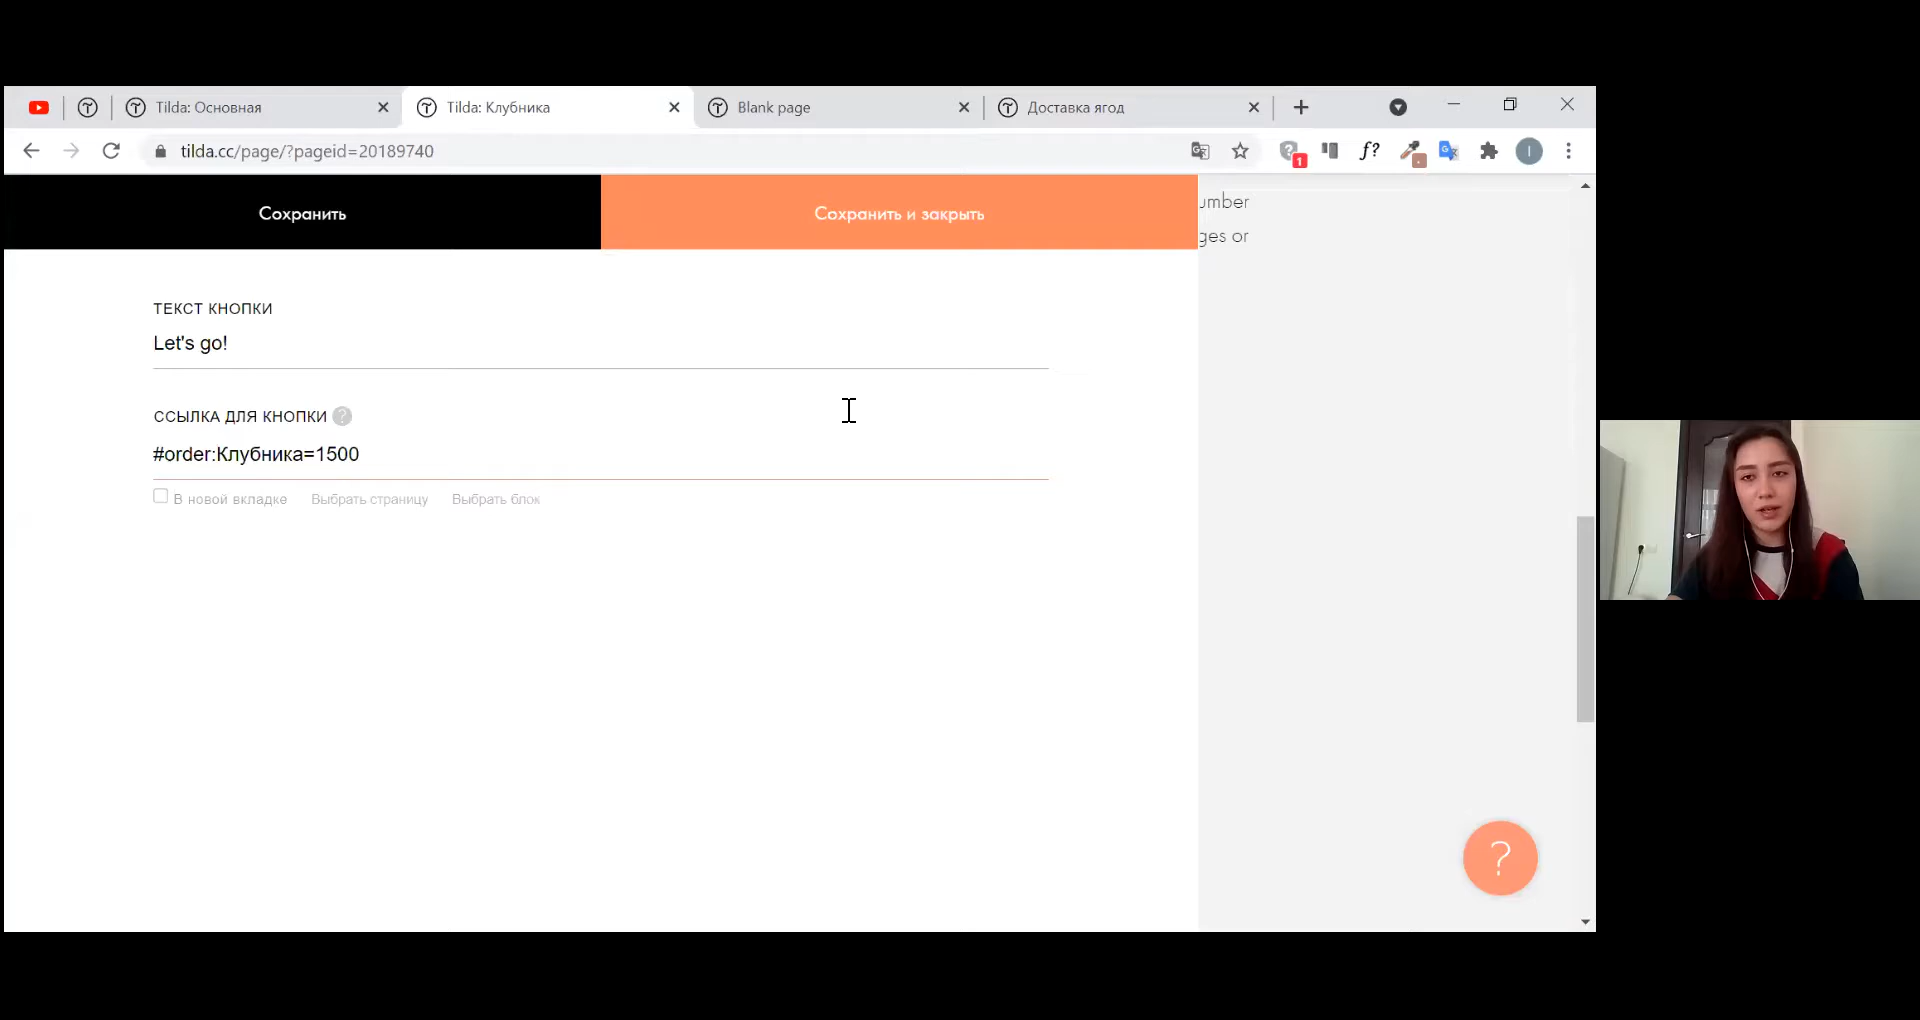 Tilda: Основная
Tilda: Клубника
Blank page
Доставка ягод
tilda.cc/page/?pageid=20189740
f?
1
I
Сохранить
Сохранить и закрыть
umber
ges or
ТЕКСТ КНОПКИ
Let's go!
ССЫЛКА ДЛЯ КНОПКИ ?
#order:Клубника=1500
В новой вкладке
Выбрать страницу
Выбрать блок
?